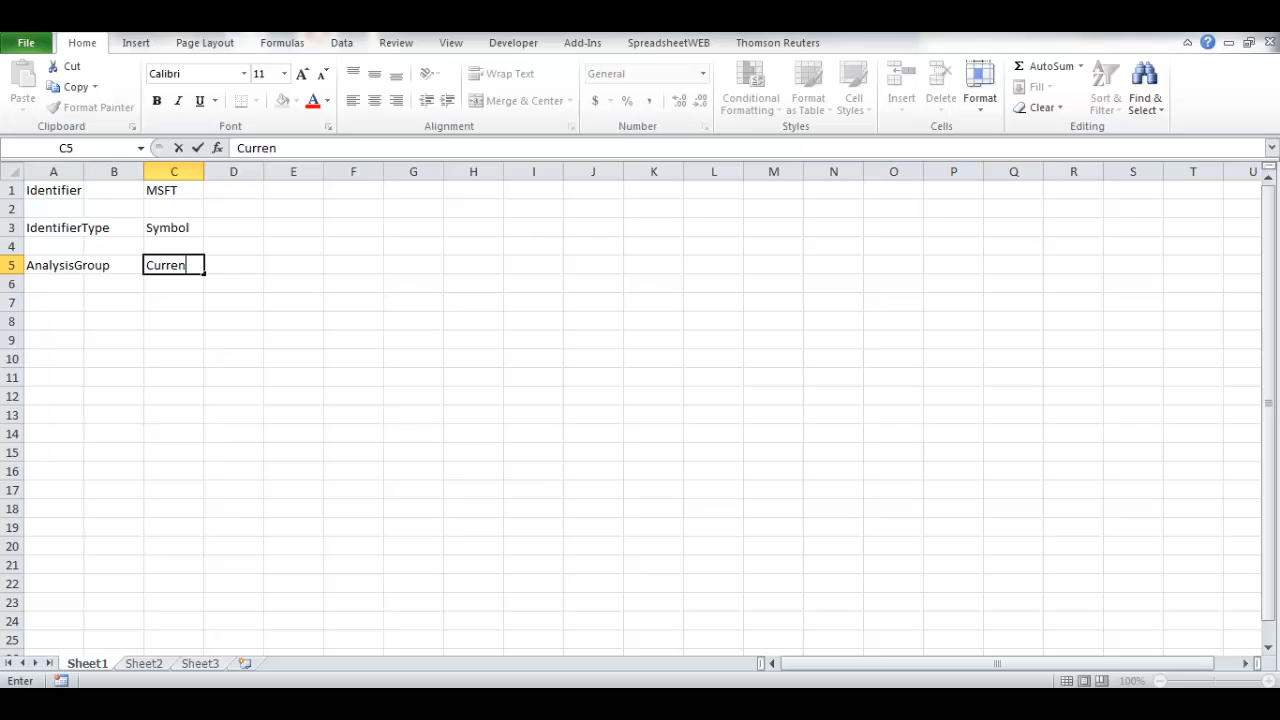 File Home Insert Page Layout Formulas Data Review View Developer Add-Ins SpreadsheetWEB Thomson Reuters
Paste Cut Copy Format Painter
Calibri 11
B I U
Wrap Text
Merge & Center
General
$ % ,
Conditional Formatting Format as Table Cell Styles
Insert Delete Format
AutoSum Fill Clear
Sort & Filter Find & Select
Clipboard Font Alignment Number Styles Cells Editing
C5 fx Curren
A B C D E F G H I J K L M N O P Q R S T U
1 Identifier MSFT
2
3 IdentifierType Symbol
4
5 AnalysisGroup Curren
6
7
8
9
10
11
12
13
14
15
16
17
18
19
20
21
22
23
24
25
Sheet1 Sheet2 Sheet3
Enter 100%